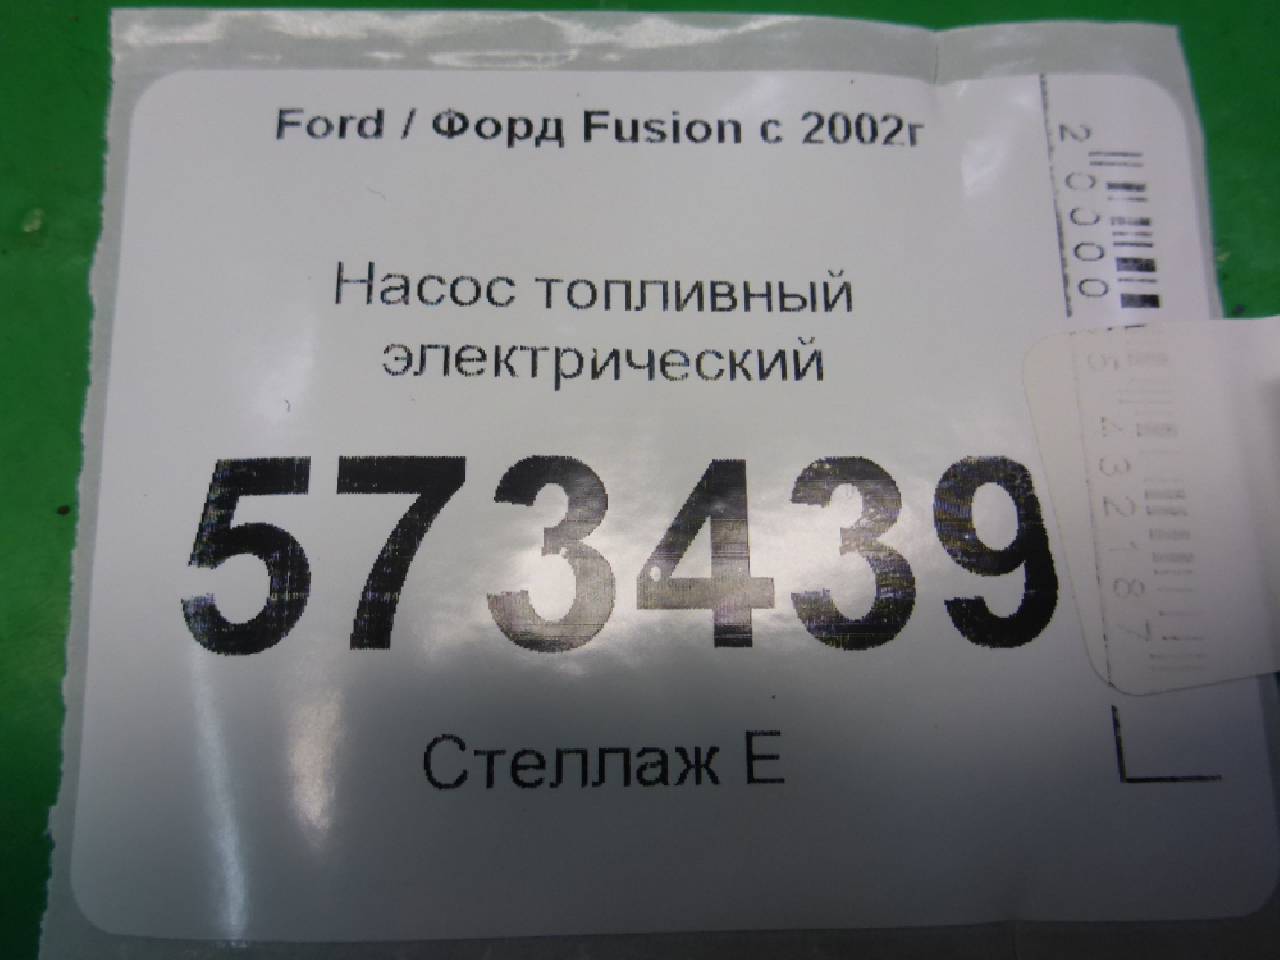 Ford / Форд Fusion с 2002г
Насос топливный
электрический
573439
Стеллаж Е